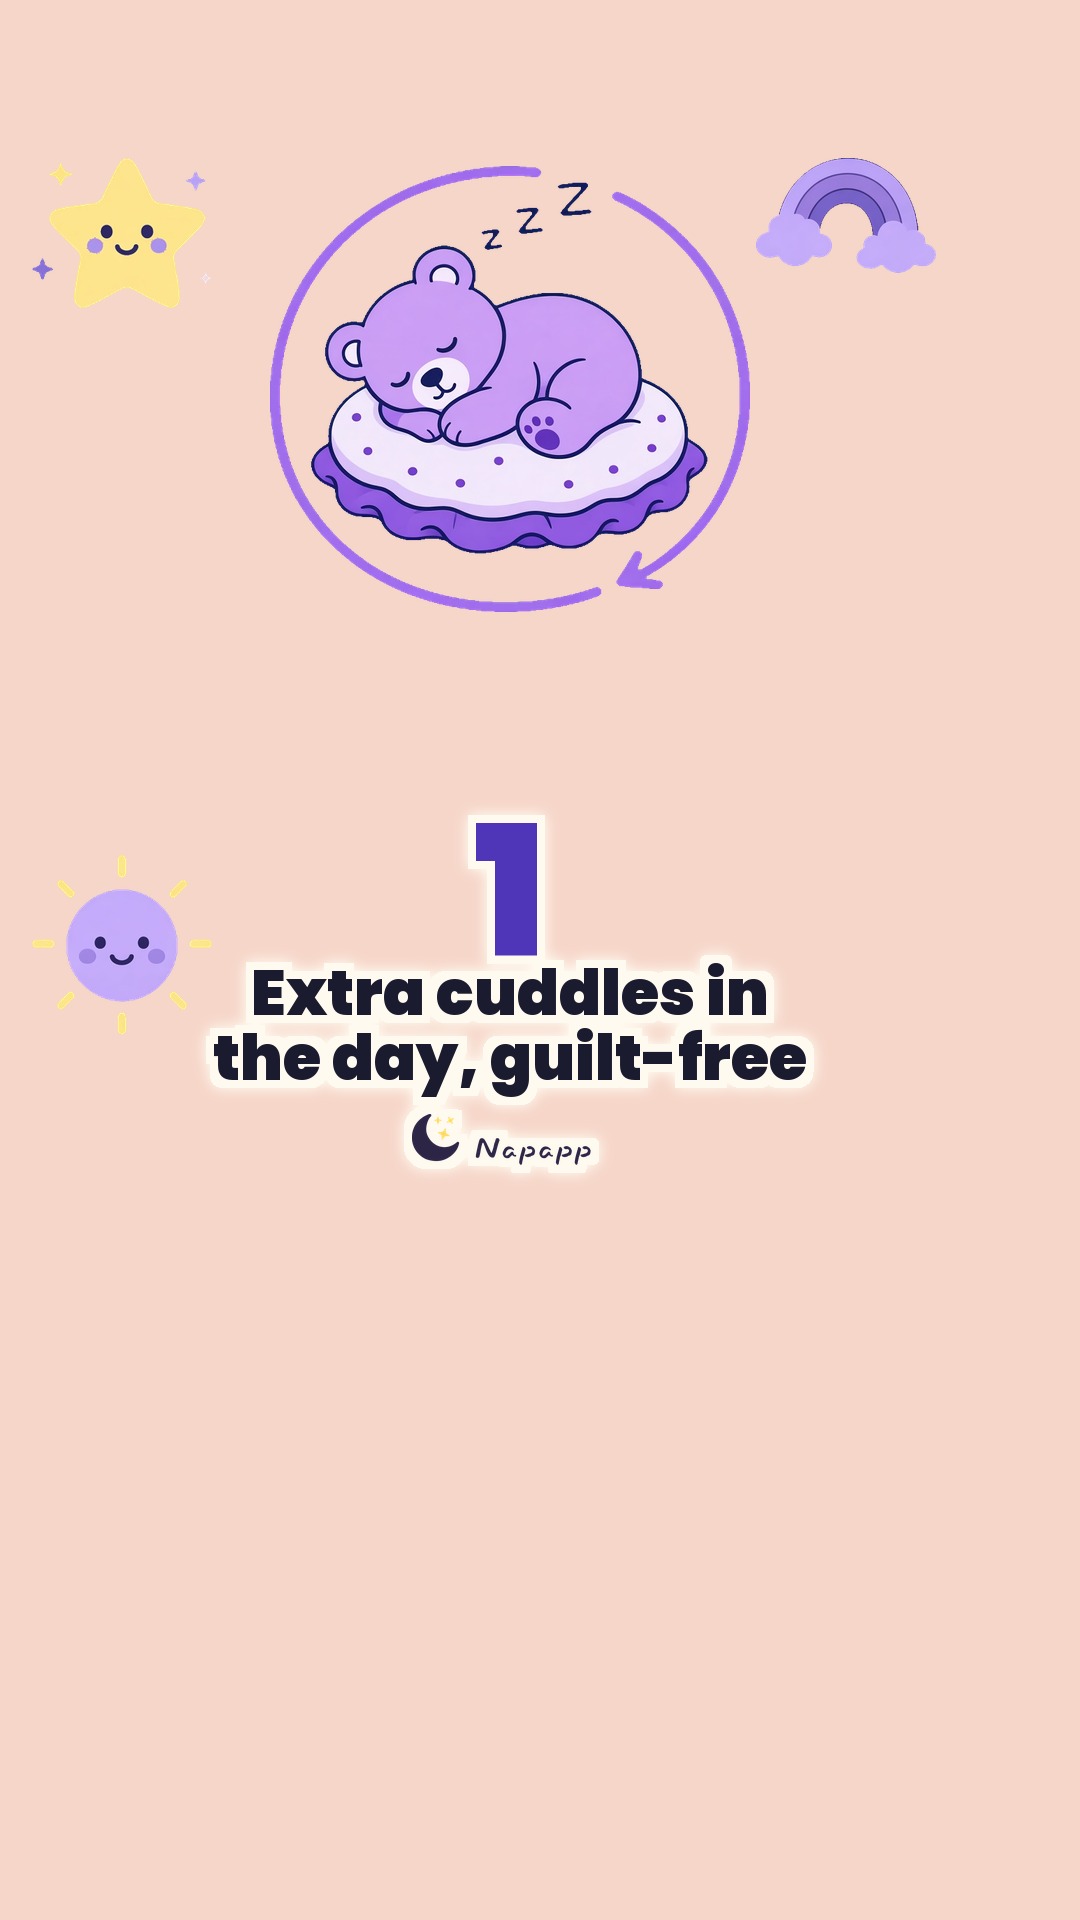 z z Z
1
Extra cuddles in
the day, guilt-free
Napapp